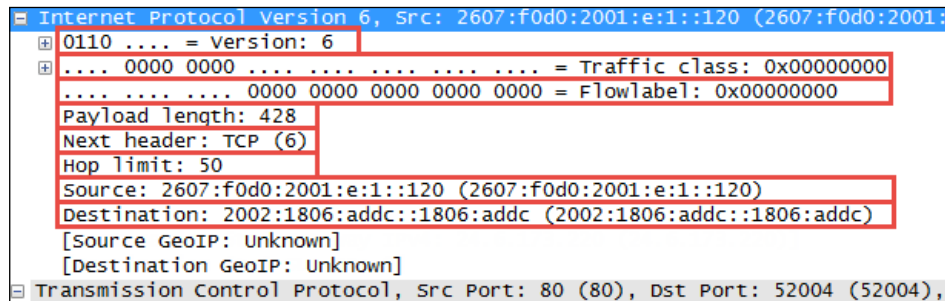 Internet Protocol Version 6, Src: 2607:f0d0:2001:e:1::120 (2607:f0d0:2001:
0110 .... = Version: 6
.... 0000 0000 .... .... .... .... .... = Traffic class: 0x00000000
.... .... .... 0000 0000 0000 0000 0000 = Flowlabel: 0x00000000
Payload length: 428
Next header: TCP (6)
Hop limit: 50
Source: 2607:f0d0:2001:e:1::120 (2607:f0d0:2001:e:1::120)
Destination: 2002:1806:addc::1806:addc (2002:1806:addc::1806:addc)
[Source GeoIP: Unknown]
[Destination GeoIP: Unknown]
Transmission Control Protocol, Src Port: 80 (80), Dst Port: 52004 (52004),